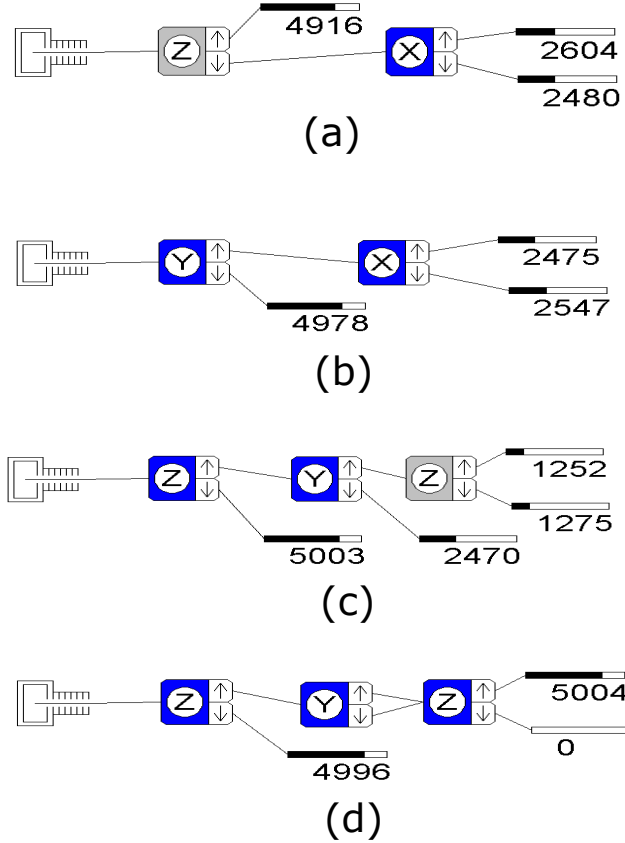 4916
Z ↑ ↓ X ↑ ↓
2604
2480
(a)
Y ↑ ↓ X ↑ ↓
2475
2547
4978
(b)
Z ↑ ↓ Y ↑ ↓ Z ↑ ↓
1252
1275
5003 2470
(c)
Z ↑ ↓ Y ↑ ↓ Z ↑ ↓
5004
0
4996
(d)